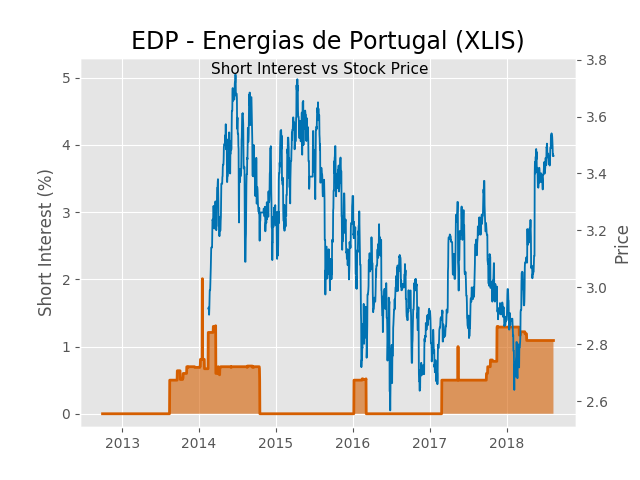 EDP - Energias de Portugal (XLIS)
Short Interest vs Stock Price
Short Interest (%)
5
4
3
2
1
0
3.8
3.6
3.4
3.2
3.0
2.8
2.6
Price
2013 2014 2015 2016 2017 2018